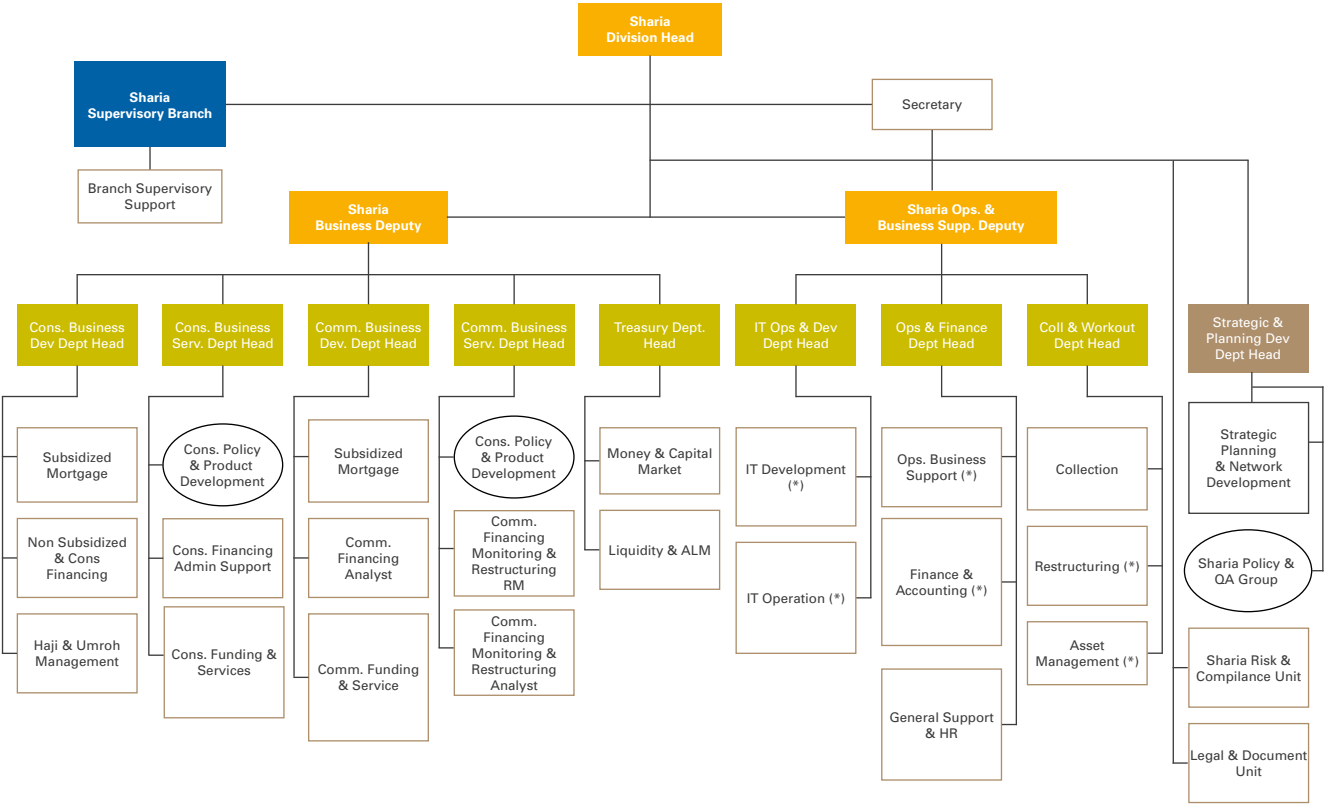 Sharia
Division Head
Sharia
Supervisory Branch
Secretary
Branch Supervisory
Support
Sharia
Business Deputy
Sharia Ops. &
Business Supp. Deputy
Cons. Business
Dev Dept Head
Cons. Business
Serv. Dept Head
Comm. Business
Dev. Dept Head
Comm. Business
Serv. Dept Head
Treasury Dept.
Head
IT Ops & Dev
Dept Head
Ops & Finance
Dept Head
Coll & Workout
Dept Head
Strategic &
Planning Dev
Dept Head
Subsidized
Mortgage
Non Subsidized
& Cons
Financing
Haji & Umroh
Management
Cons. Policy
& Product
Development
Cons. Financing
Admin Support
Cons. Funding &
Services
Subsidized
Mortgage
Comm.
Financing
Analyst
Comm. Funding
& Service
Cons. Policy
& Product
Development
Comm.
Financing
Monitoring &
Restructuring
RM
Comm.
Financing
Monitoring &
Restructuring
Analyst
Money & Capital
Market
Liquidity & ALM
IT Development
(*)
IT Operation (*)
Ops. Business
Support (*)
Finance &
Accounting (*)
General Support
& HR
Collection
Restructuring (*)
Asset
Management (*)
Strategic
Planning
& Network
Development
Sharia Policy &
QA Group
Sharia Risk &
Compilance Unit
Legal & Document
Unit